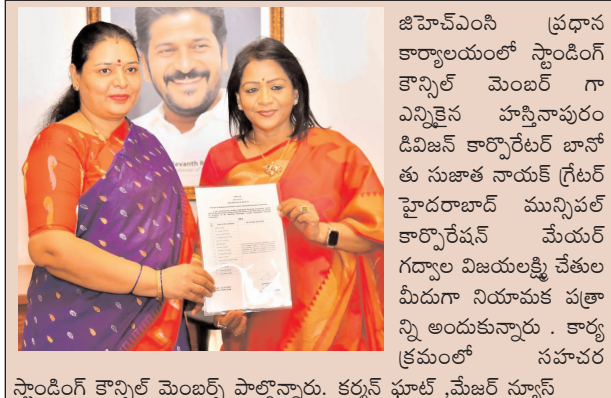 జిహెచ్ఎంసి ప్రధాన
కార్యాలయంలో స్టాండింగ్
కౌన్సిల్ మెంబర్ గా
ఎన్నికైన హస్తినాపురం
డివిజన్ కార్పొరేటర్ బానో
తు సుజాత నాయక్ గ్రేటర్
హైదరాబాద్ మున్సిపల్
కార్పొరేషన్ మేయర్
గద్వాల విజయలక్ష్మి చేతుల
మీదుగా నియామక పత్రా
న్ని అందుకున్నారు . కార్య
క్రమంలో సహచర
స్టాండింగ్ కౌన్సిల్ మెంబర్స్ పాల్గొన్నారు. కర్మన్ ఘాట్ ,మేజర్ న్యూస్